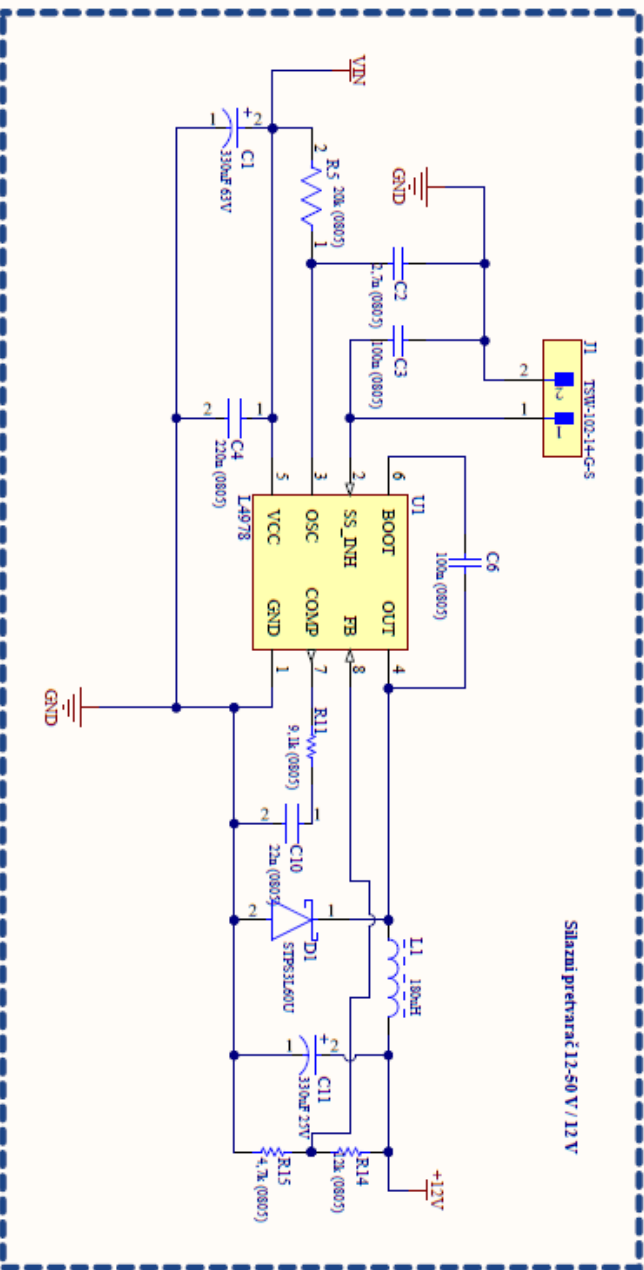 Silazni pretvarač 12-50 V / 12 V
J1
TSW-102-14-G-S
2
1
2
1
C6
100n (0805)
GND
C2
2,7n (0805)
C3
100n (0805)
VIN
R5
20k (0805)
2
1
C1
330uF 63V
+
2
1
C4
220n (0805)
1
2
U1
L4978
6
BOOT
2
SS_INH
3
OSC
5
VCC
OUT
4
FB
8
COMP
7
GND
1
R11
9,1k (0805)
C10
22n (0805)
1
2
D1
STPS3L60U
1
2
L1
180uH
C11
330uF 25V
+
2
1
R14
12k (0805)
R15
4,7k (0805)
+12V
GND